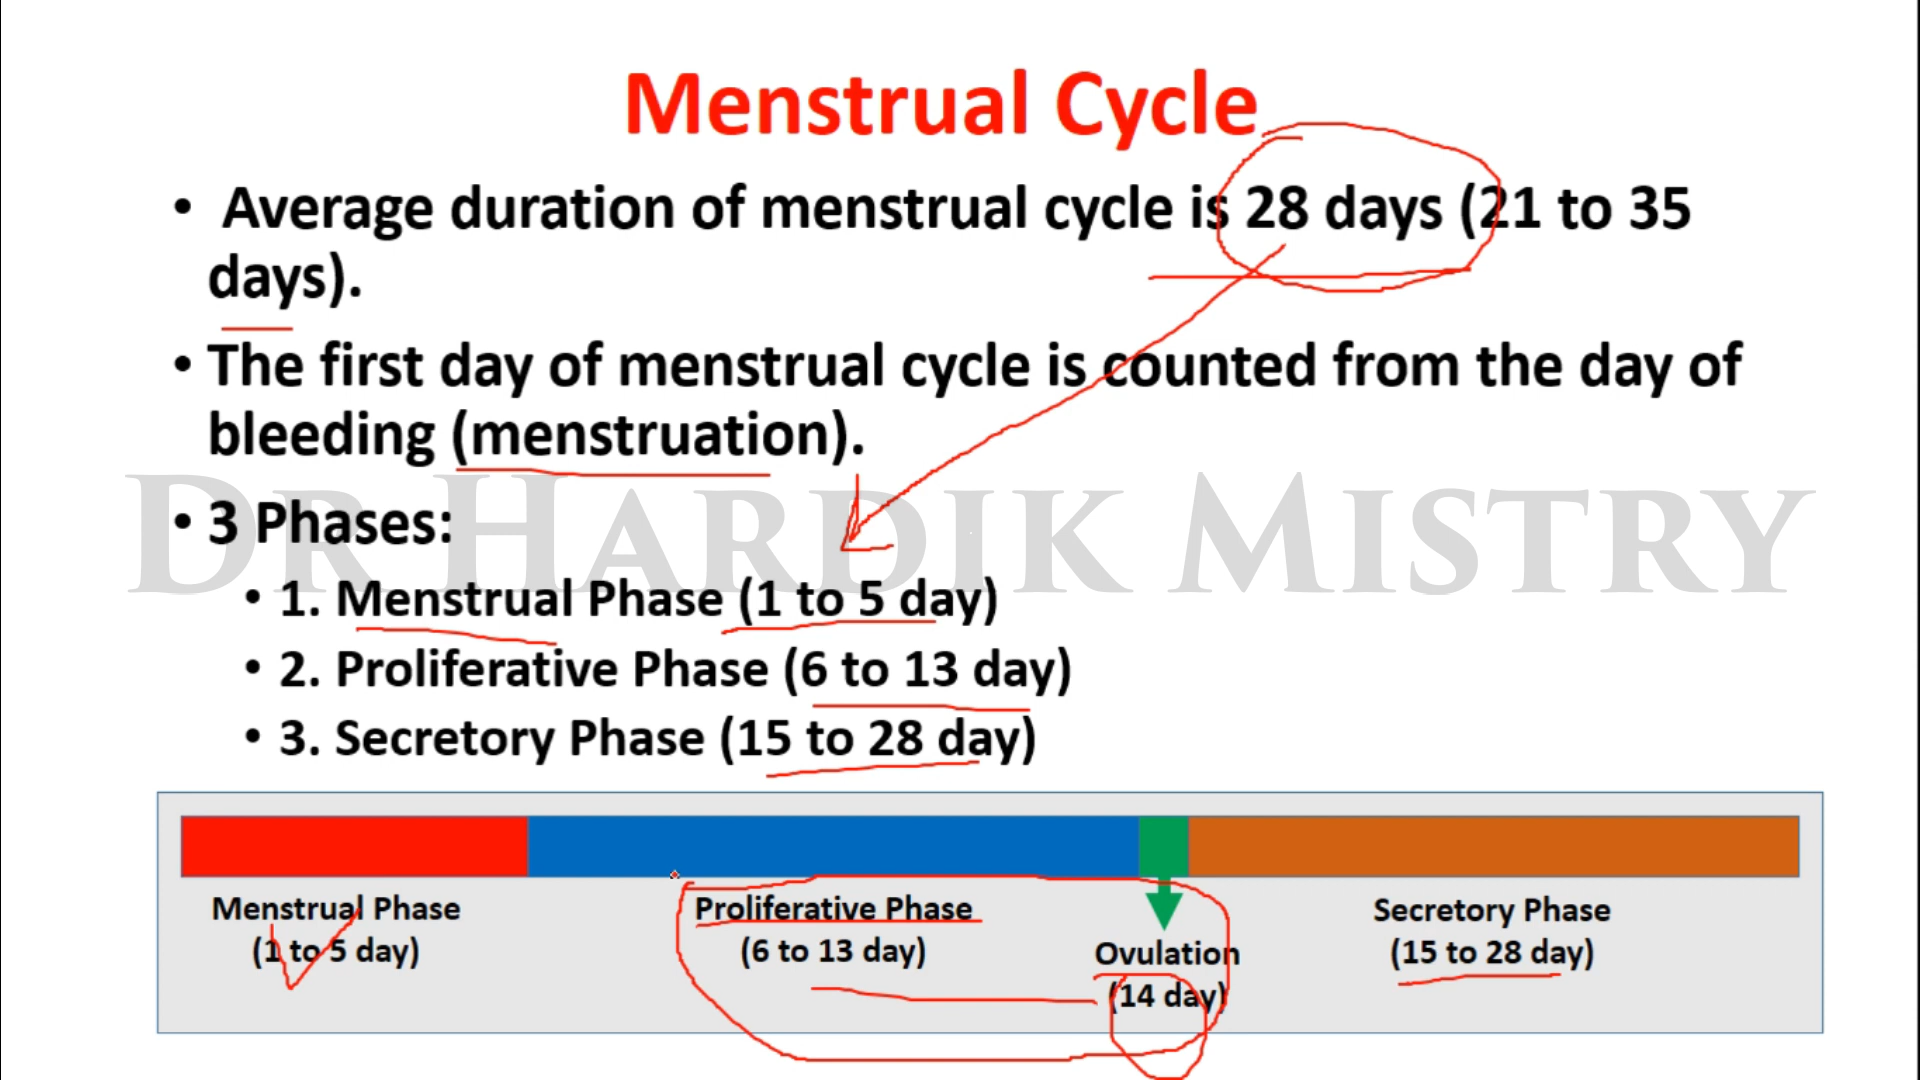 Menstrual Cycle
• Average duration of menstrual cycle is 28 days (21 to 35
days).
• The first day of menstrual cycle is counted from the day of
bleeding (menstruation).
DR HARDIK MISTRY
• 3 Phases:
• 1. Menstrual Phase (1 to 5 day)
• 2. Proliferative Phase (6 to 13 day)
• 3. Secretory Phase (15 to 28 day)
Menstrual Phase
(1 to 5 day)
Proliferative Phase
(6 to 13 day)
Ovulation
(14 day)
Secretory Phase
(15 to 28 day)